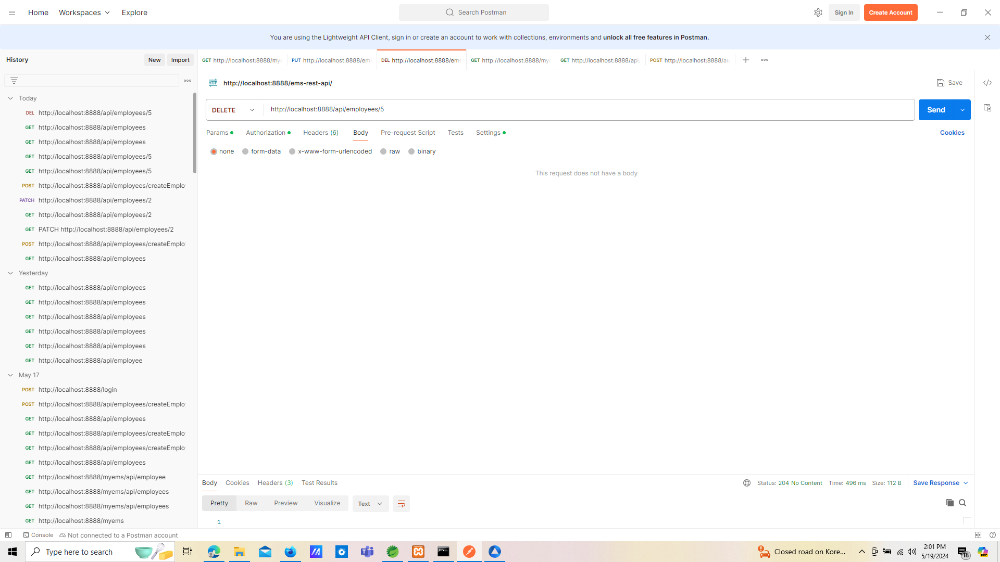 Home
Workspaces
Explore
Search Postman
Sign In
Create Account
You are using the Lightweight API Client, sign in or create an account to work with collections, environments and unlock all free features in Postman.
History
New
Import
GET http://localhost:8888/my
PUT http://localhost:8888/em
DEL http://localhost:8888/ems
GET http://localhost:8888/my
GET http://localhost:8888/api
POST http://localhost:8888/au
HTTP http://localhost:8888/ems-rest-api/
Save
DELETE
http://localhost:8888/api/employees/5
Send
Params
Authorization
Headers (6)
Body
Pre-request Script
Tests
Settings
Cookies
none
form-data
x-www-form-urlencoded
raw
binary
This request does not have a body
Today
DEL http://localhost:8888/api/employees/5
GET http://localhost:8888/api/employees
GET http://localhost:8888/api/employees
GET http://localhost:8888/api/employees/5
GET http://localhost:8888/api/employees/5
POST http://localhost:8888/api/employees/createEmplo
PATCH http://localhost:8888/api/employees/2
GET http://localhost:8888/api/employees/2
GET PATCH http://localhost:8888/api/employees/2
POST http://localhost:8888/api/employees/createEmplo
GET http://localhost:8888/api/employees
Yesterday
GET http://localhost:8888/api/employees
GET http://localhost:8888/api/employees
GET http://localhost:8888/api/employees
GET http://localhost:8888/api/employees
GET http://localhost:8888/api/employees
GET http://localhost:8888/api/employee
May 17
POST http://localhost:8888/login
POST http://localhost:8888/api/employees/createEmplo
GET http://localhost:8888/api/employees
GET http://localhost:8888/api/employees/createEmplo
GET http://localhost:8888/api/employees/createEmplo
GET http://localhost:8888/api/employees
GET http://localhost:8888/myems/api/employee
GET http://localhost:8888/myems/api/employees
GET http://localhost:8888/myems/api/employees
GET http://localhost:8888/myems
Body
Cookies
Headers (3)
Test Results
Status: 204 No Content
Time: 496 ms
Size: 112 B
Save Response
Pretty
Raw
Preview
Visualize
Text
1
Console
Not connected to a Postman account
Type here to search
Closed road on Kore...
2:01 PM
5/19/2024
18
PRE